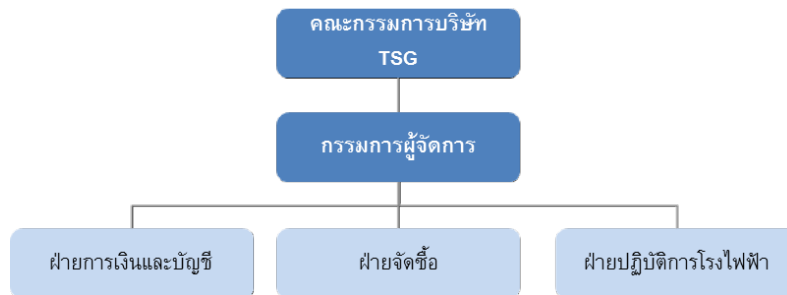 คณะกรรมการบริษัท
TSG
กรรมการผู้จัดการ
ฝ่ายการเงินและบัญชี
ฝ่ายจัดซื้อ
ฝ่ายปฏิบัติการโรงไฟฟ้า